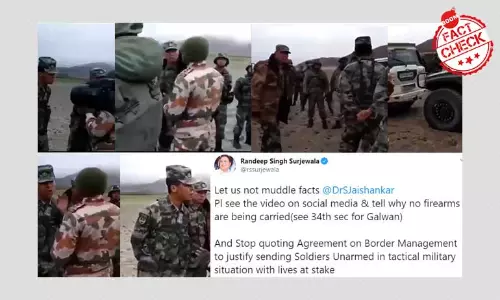 BOOM
FACT
CHECK
Randeep Singh Surjewala
@rssurjewala
Let us not muddle facts @DrSJaishankar
Pl see the video on social media & tell why no firearms
are being carried(see 34th sec for Galwan)
And Stop quoting Agreement on Border Management
to justify sending Soldiers Unarmed in tactical military
situation with lives at stake